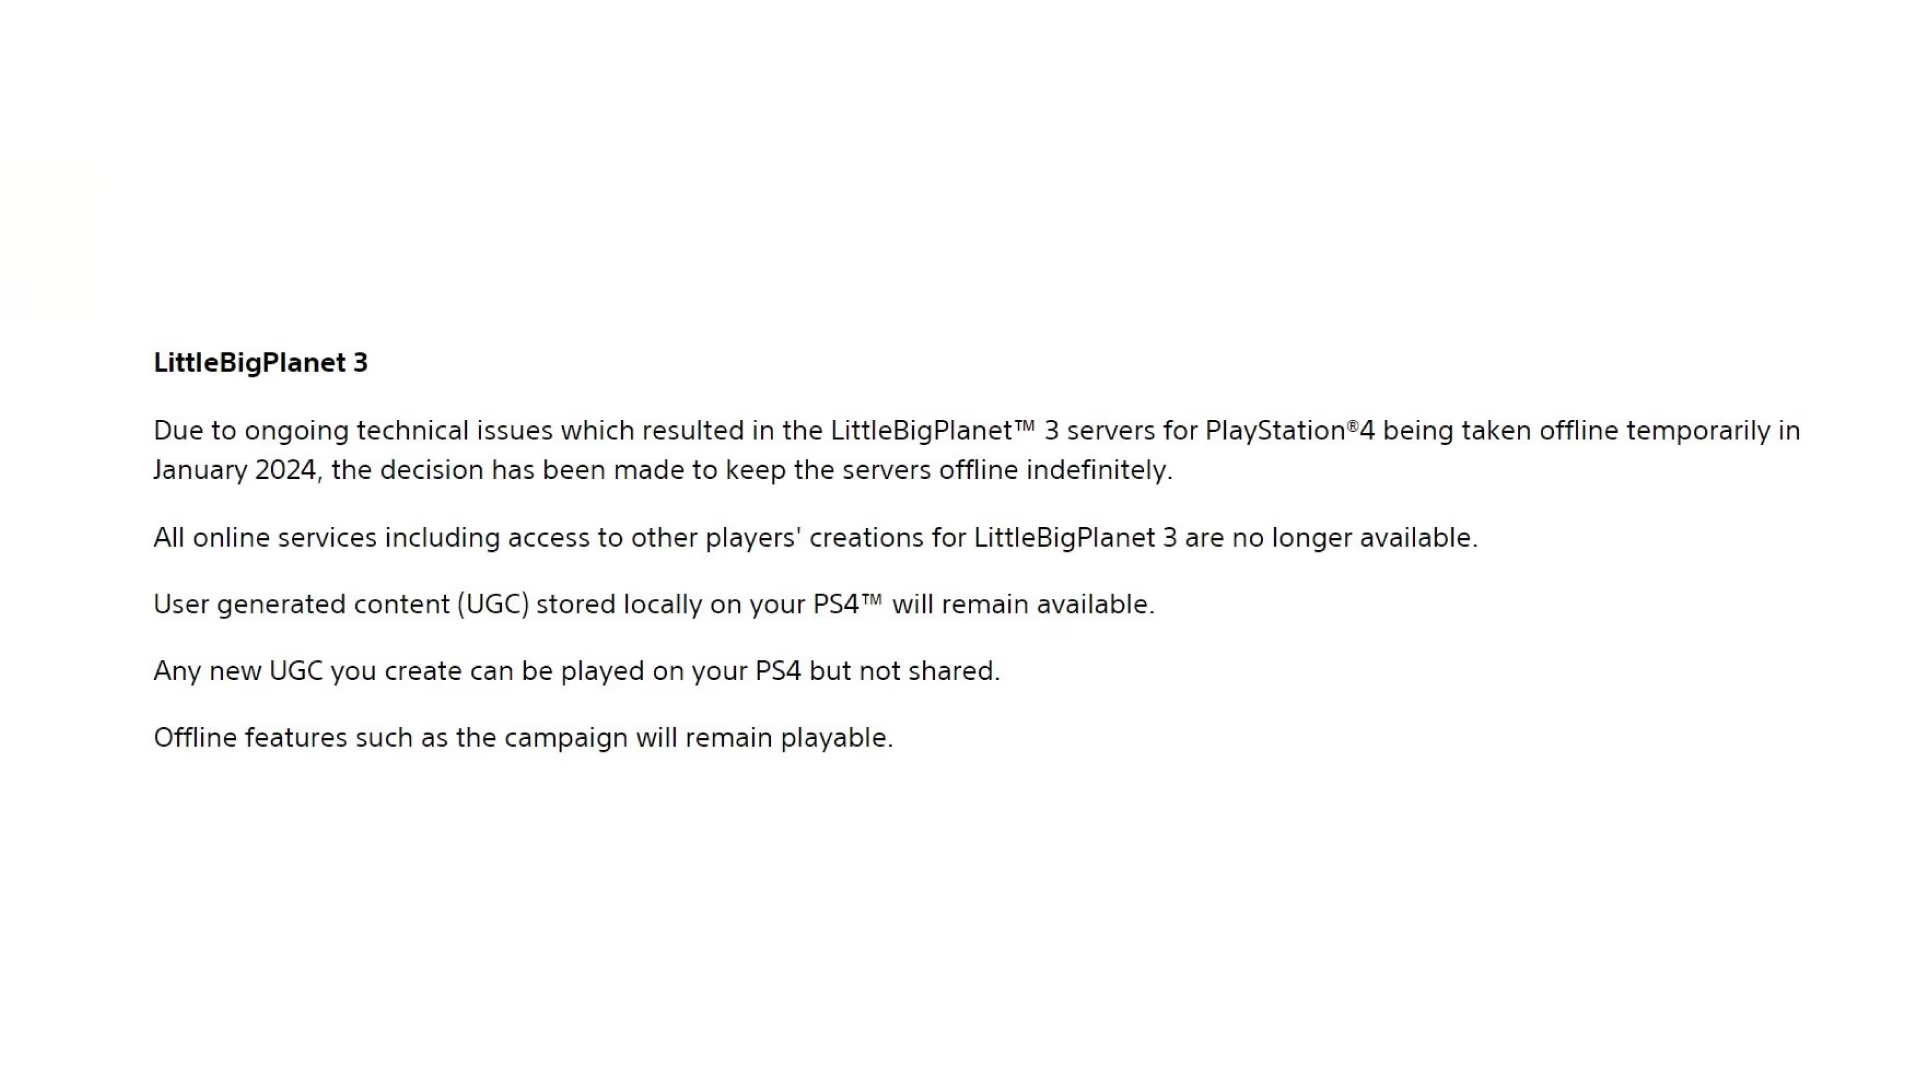 LittleBigPlanet 3
Due to ongoing technical issues which resulted in the LittleBigPlanet™ 3 servers for PlayStation®4 being taken offline temporarily in
January 2024, the decision has been made to keep the servers offline indefinitely.
All online services including access to other players' creations for LittleBigPlanet 3 are no longer available.
User generated content (UGC) stored locally on your PS4™ will remain available.
Any new UGC you create can be played on your PS4 but not shared.
Offline features such as the campaign will remain playable.